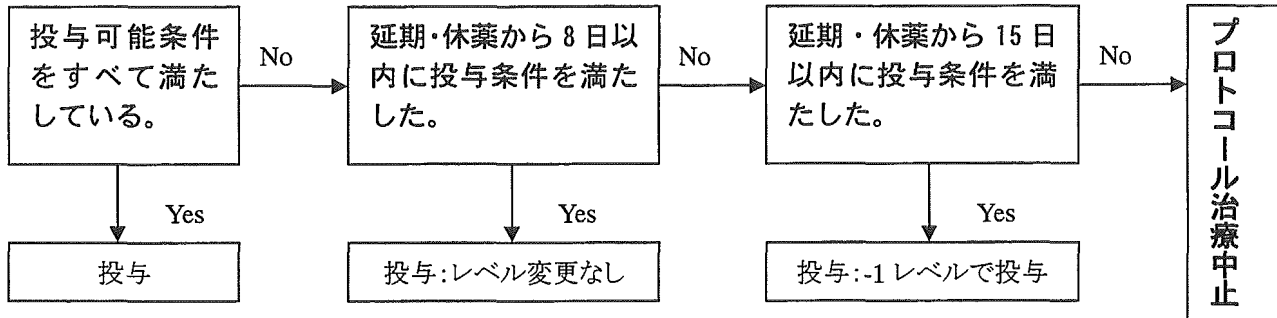 投与可能条件
をすべて満たし
ている。
No
延期・休薬から 8 日以
内に投与条件を満た
した。
No
延期・休薬から 15 日
以内に投与条件を満
たした。
No
プロトコール治療中止
Yes
Yes
Yes
投与
投与:レベル変更なし
投与:-1 レベルで投与